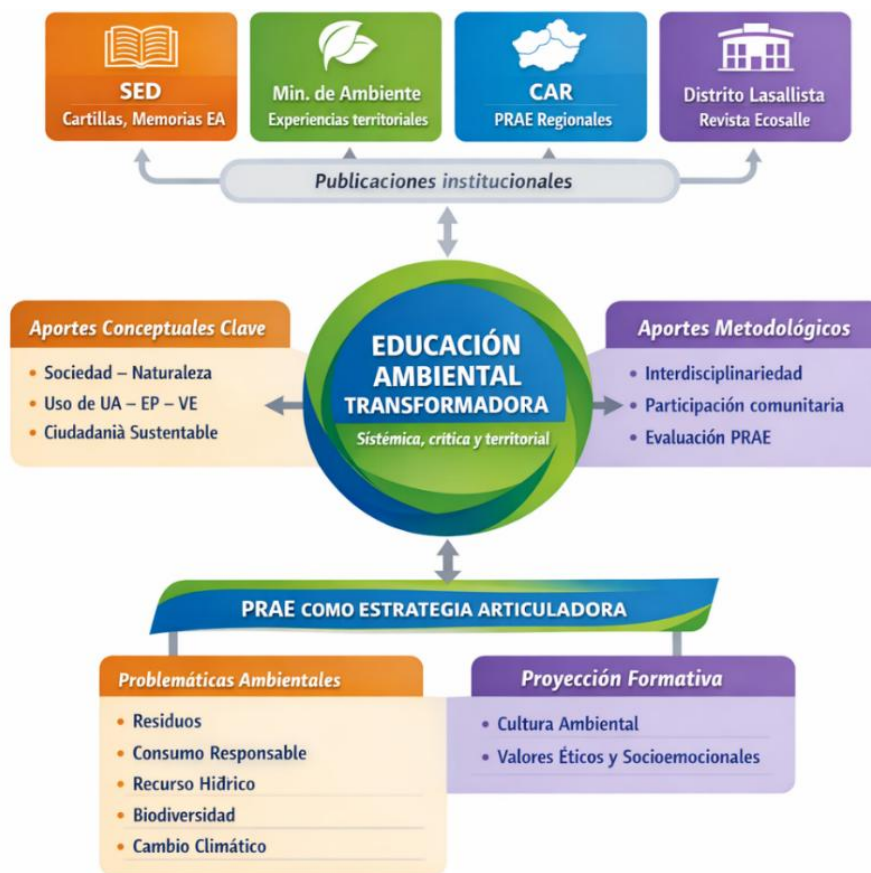 SED
Cartillas, Memorias EA
Min. de Ambiente
Experiencias territoriales
CAR
PRAE Regionales
Distrito Lasallista
Revista Ecosalle
Publicaciones institucionales
Aportes Conceptuales Clave
• Sociedad – Naturaleza
• Uso de UA – EP – VE
• Ciudadanià Sustentable
EDUCACIÓN
AMBIENTAL
TRANSFORMADORA
Sistémica, crítica y territorial
Aportes Metodológicos
• Interdisciplinariedad
• Participación comunitaria
• Evaluación PRAE
PRAE COMO ESTRATEGIA ARTICULADORA
Problemáticas Ambientales
• Residuos
• Consumo Responsable
• Recurso Hídrico
• Biodiversidad
• Cambio Climático
Proyección Formativa
• Cultura Ambiental
• Valores Éticos y Socioemocionales